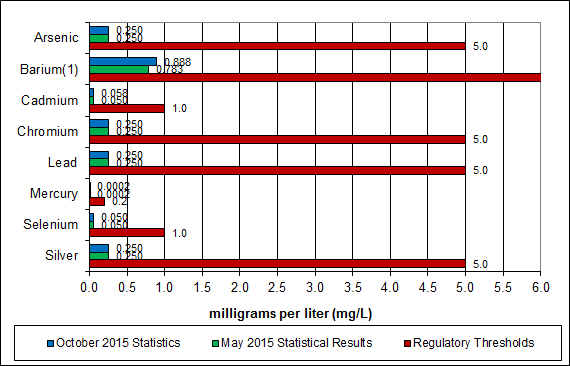 Arsenic 0.250 0.250 5.0
Barium(1) 0.888 0.783
Cadmium 0.058 0.050 1.0
Chromium 0.250 0.250 5.0
Lead 0.250 0.250 5.0
Mercury 0.0002 0.0002 0.2
Selenium 0.050 0.050 1.0
Silver 0.250 0.250 5.0
0.0 0.5 1.0 1.5 2.0 2.5 3.0 3.5 4.0 4.5 5.0 5.5 6.0
milligrams per liter (mg/L)
October 2015 Statistics May 2015 Statistical Results Regulatory Thresholds